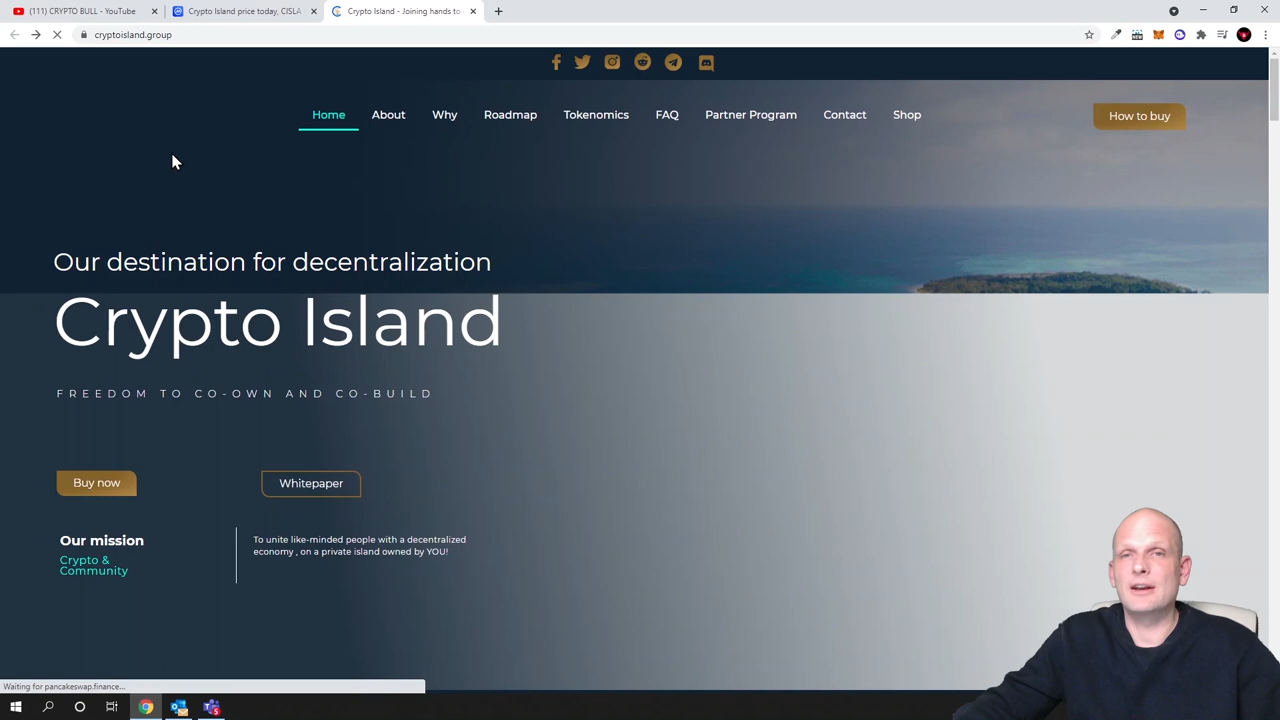 (111) CRYPTO BULL - YouTube
Crypto Island price today, CISLA
Crypto Island - Joining hands to
cryptoisland.group
Home
About
Why
Roadmap
Tokenomics
FAQ
Partner Program
Contact
Shop
How to buy
Our destination for decentralization
Crypto Island
FREEDOM TO CO-OWN AND CO-BUILD
Buy now
Whitepaper
Our mission
Crypto &
Community
To unite like-minded people with a decentralized
economy , on a private island owned by YOU!
Waiting for pancakeswap.finance...